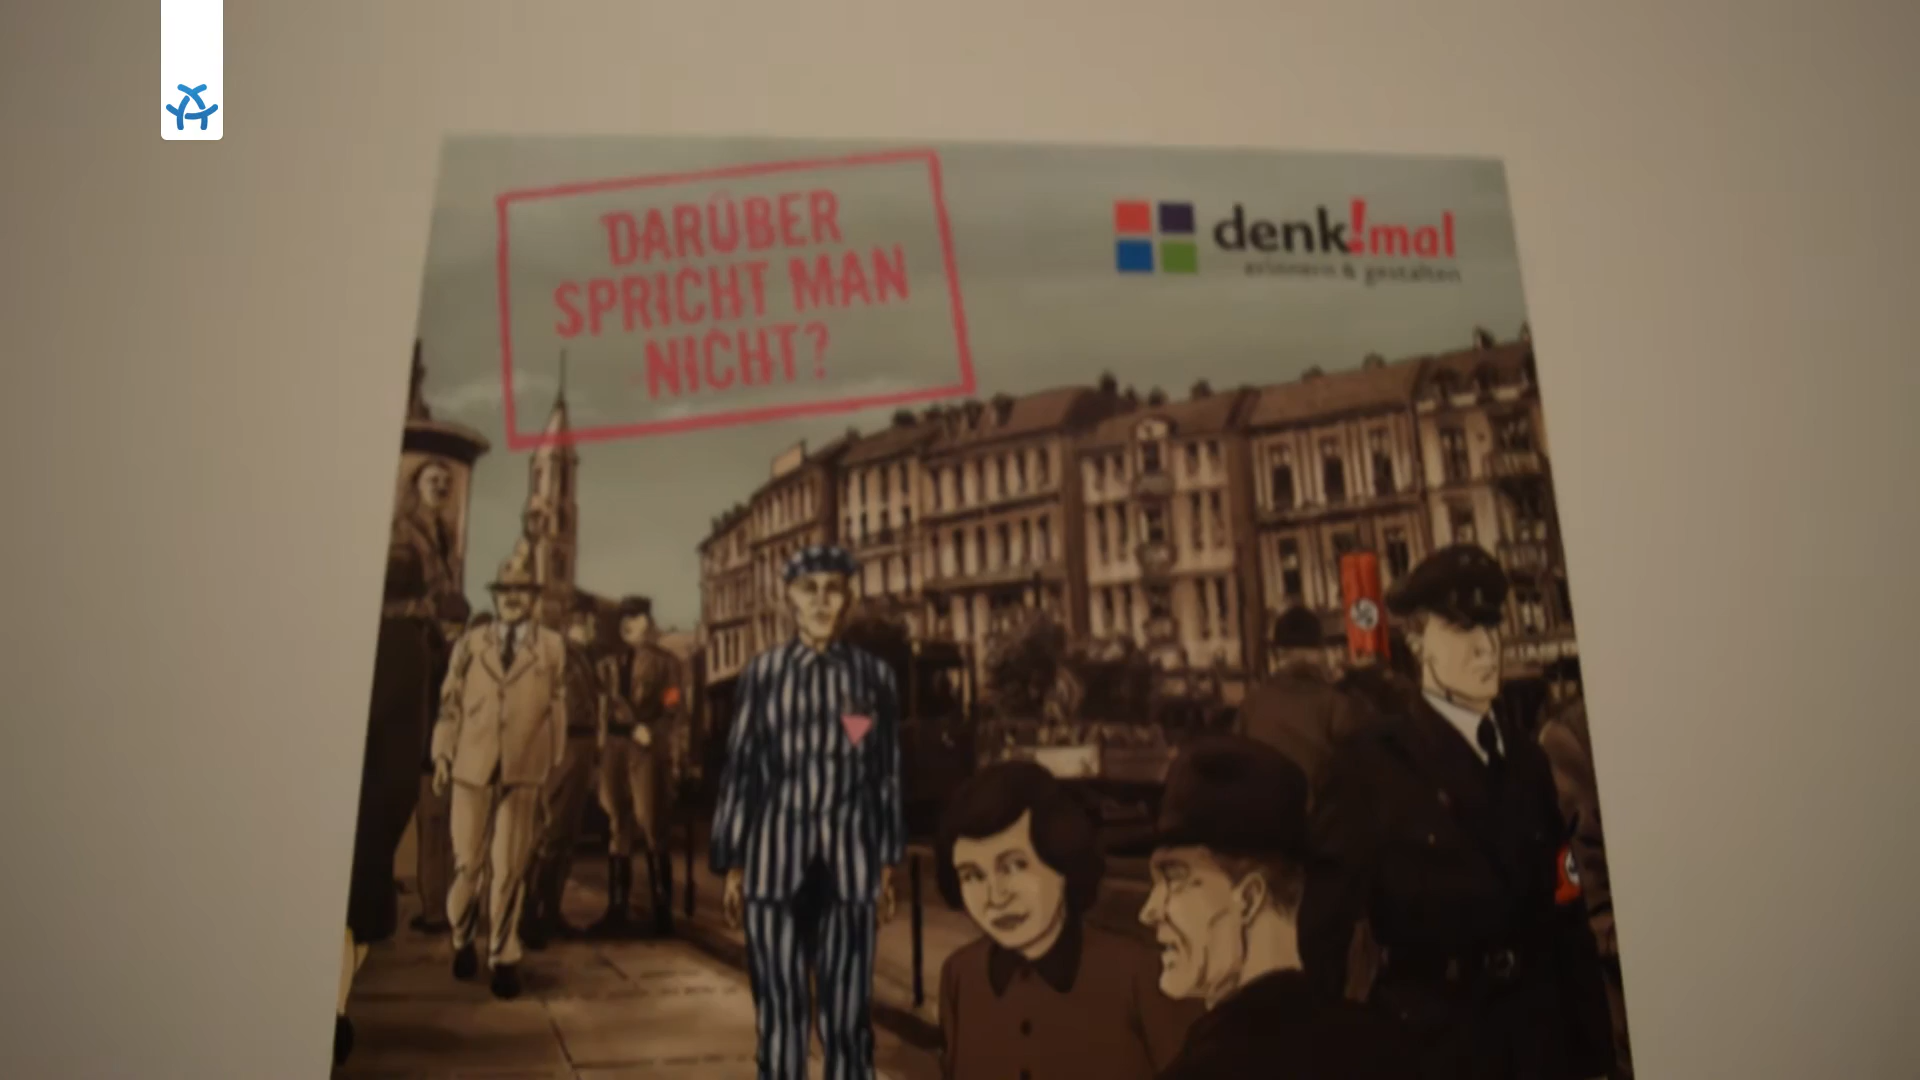 DARÜBER
SPRICHT MAN
NICHT?
denk!mal
erinnern & gestalten